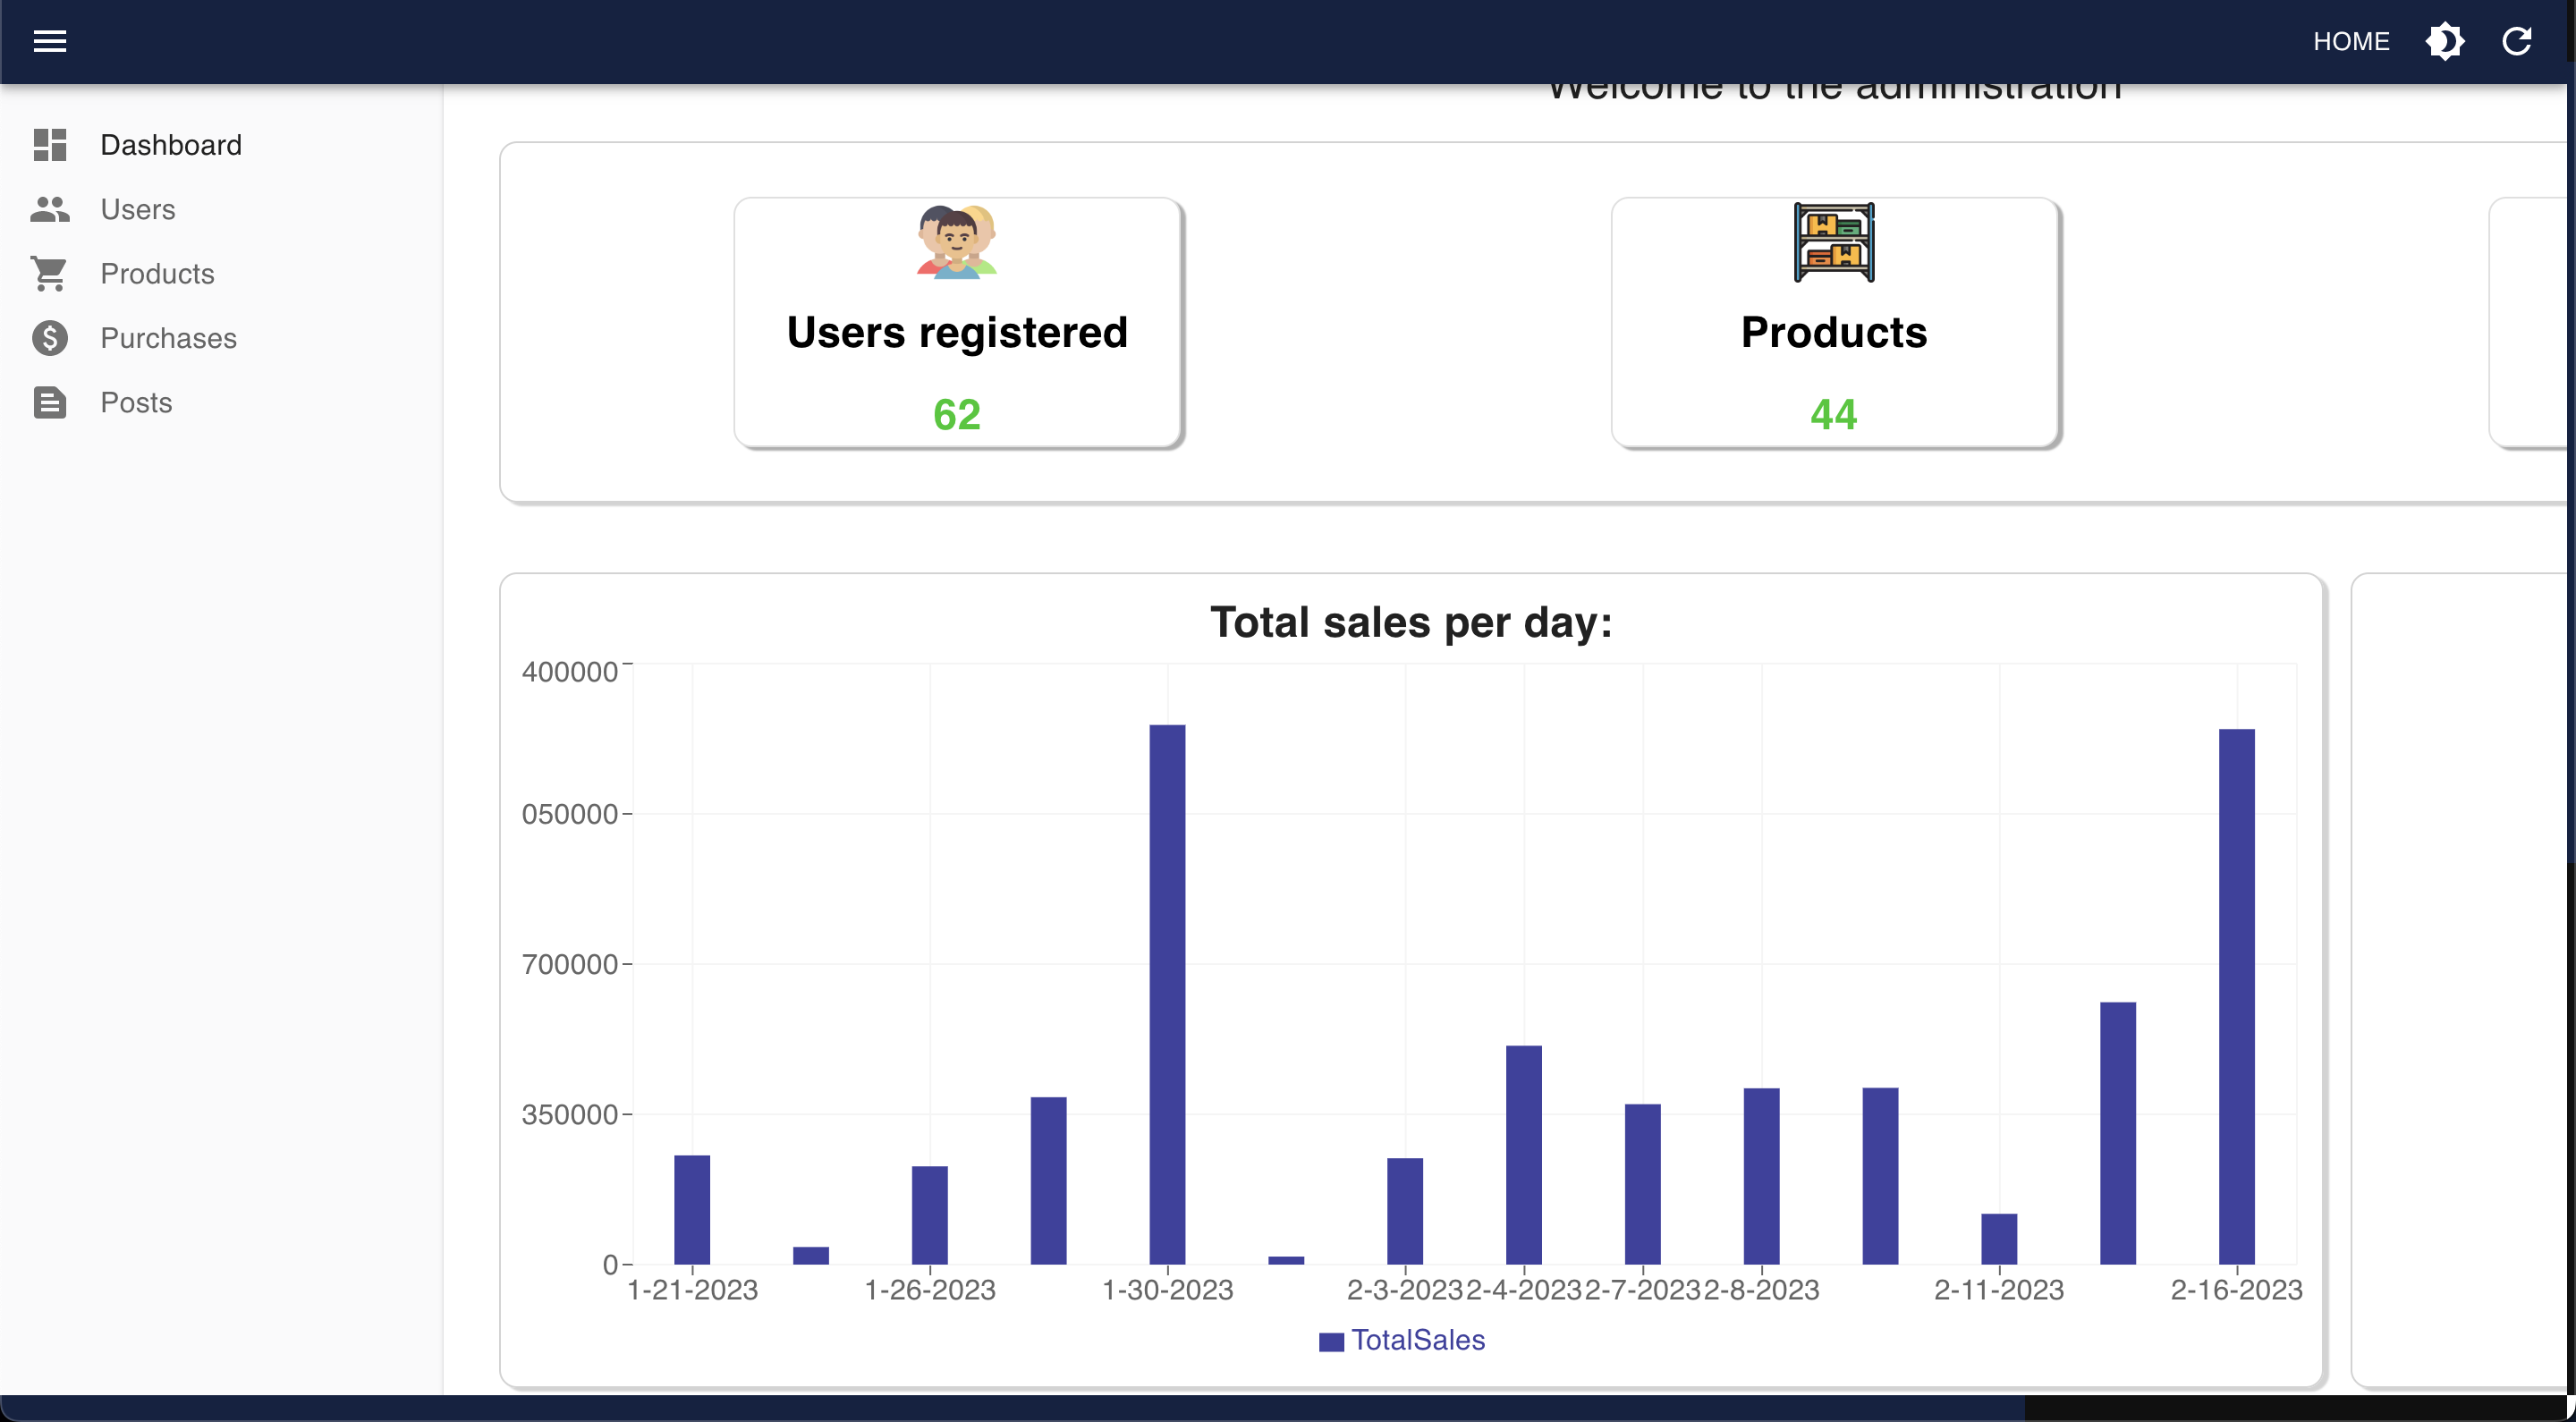 HOME
Welcome to the administration
Dashboard
Users
Products
Purchases
Posts
Users registered
62
Products
44
Total sales per day:
400000
050000
700000
350000
0
1-21-2023 1-26-2023 1-30-2023 2-3-2023 2-4-2023 2-7-2023 2-8-2023 2-11-2023 2-16-2023
TotalSales